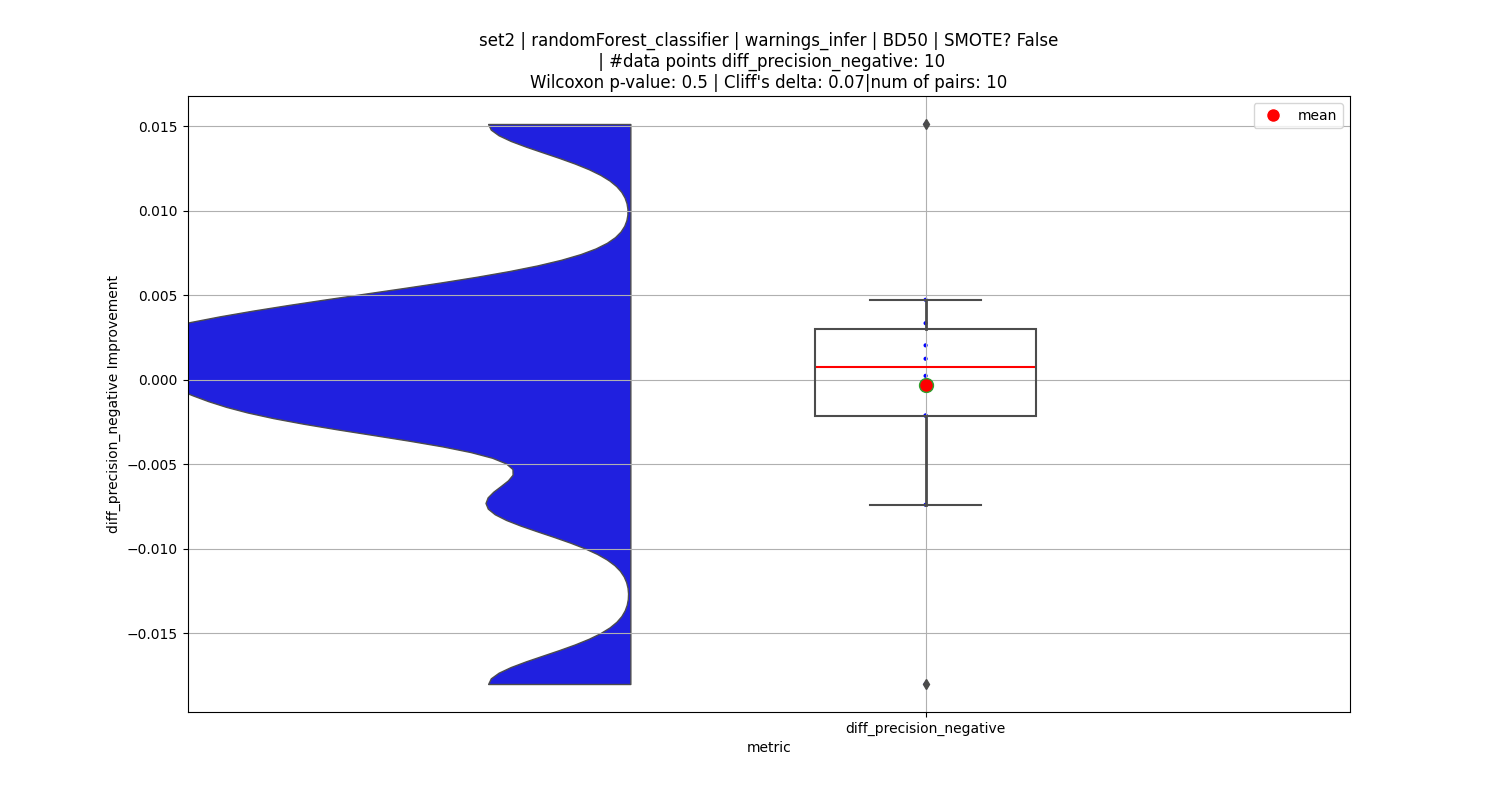 set2 | randomForest_classifier | warnings_infer | BD50 | SMOTE? False
| #data points diff_precision_negative: 10
Wilcoxon p-value: 0.5 | Cliff's delta: 0.07|num of pairs: 10
mean
0.015
0.010
0.005
0.000
−0.005
−0.010
−0.015
diff_precision_negative Improvement
diff_precision_negative
metric